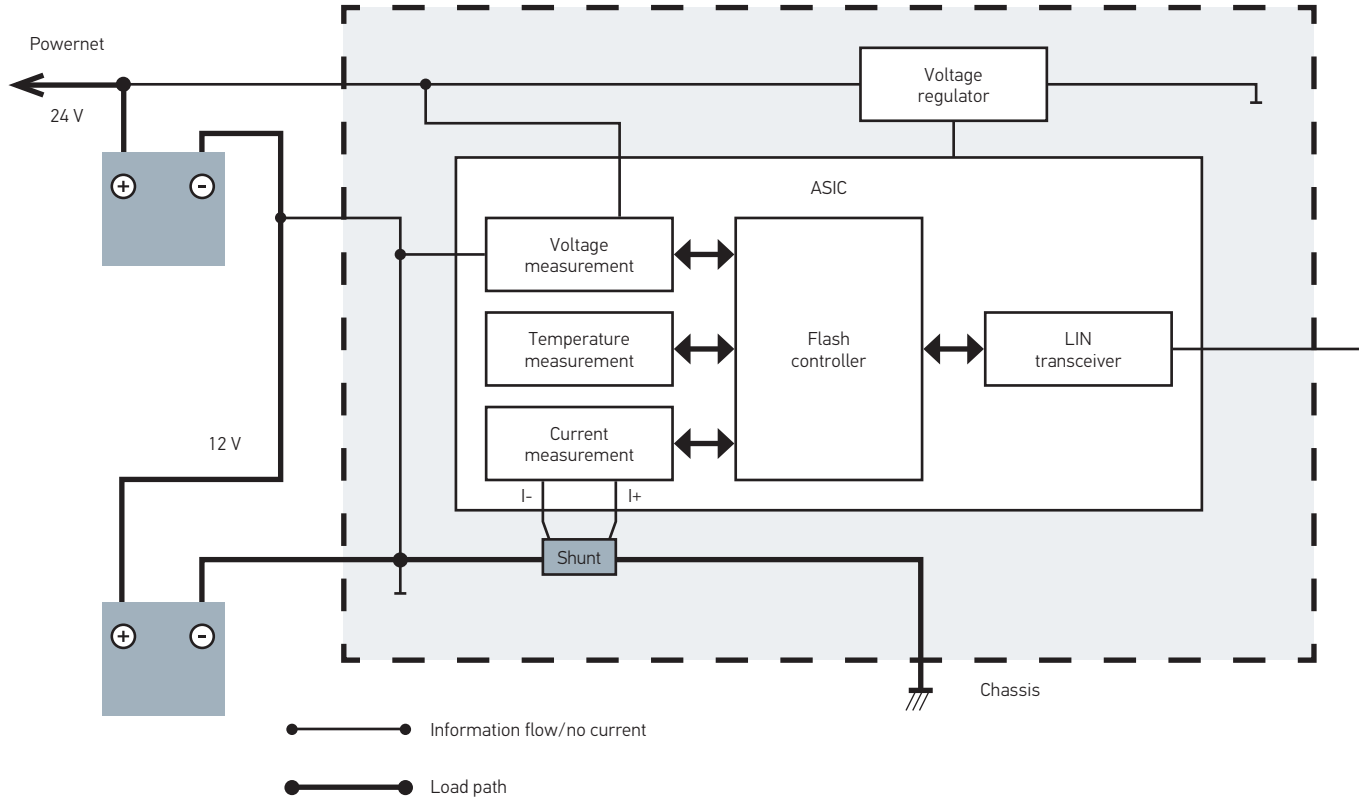 Powernet
24 V
Voltage
regulator
+
-
ASIC
Voltage
measurement
Temperature
measurement
Flash
controller
LIN
transceiver
12 V
Current
measurement
I-
I+
Shunt
+
-
Chassis
Information flow/no current
Load path